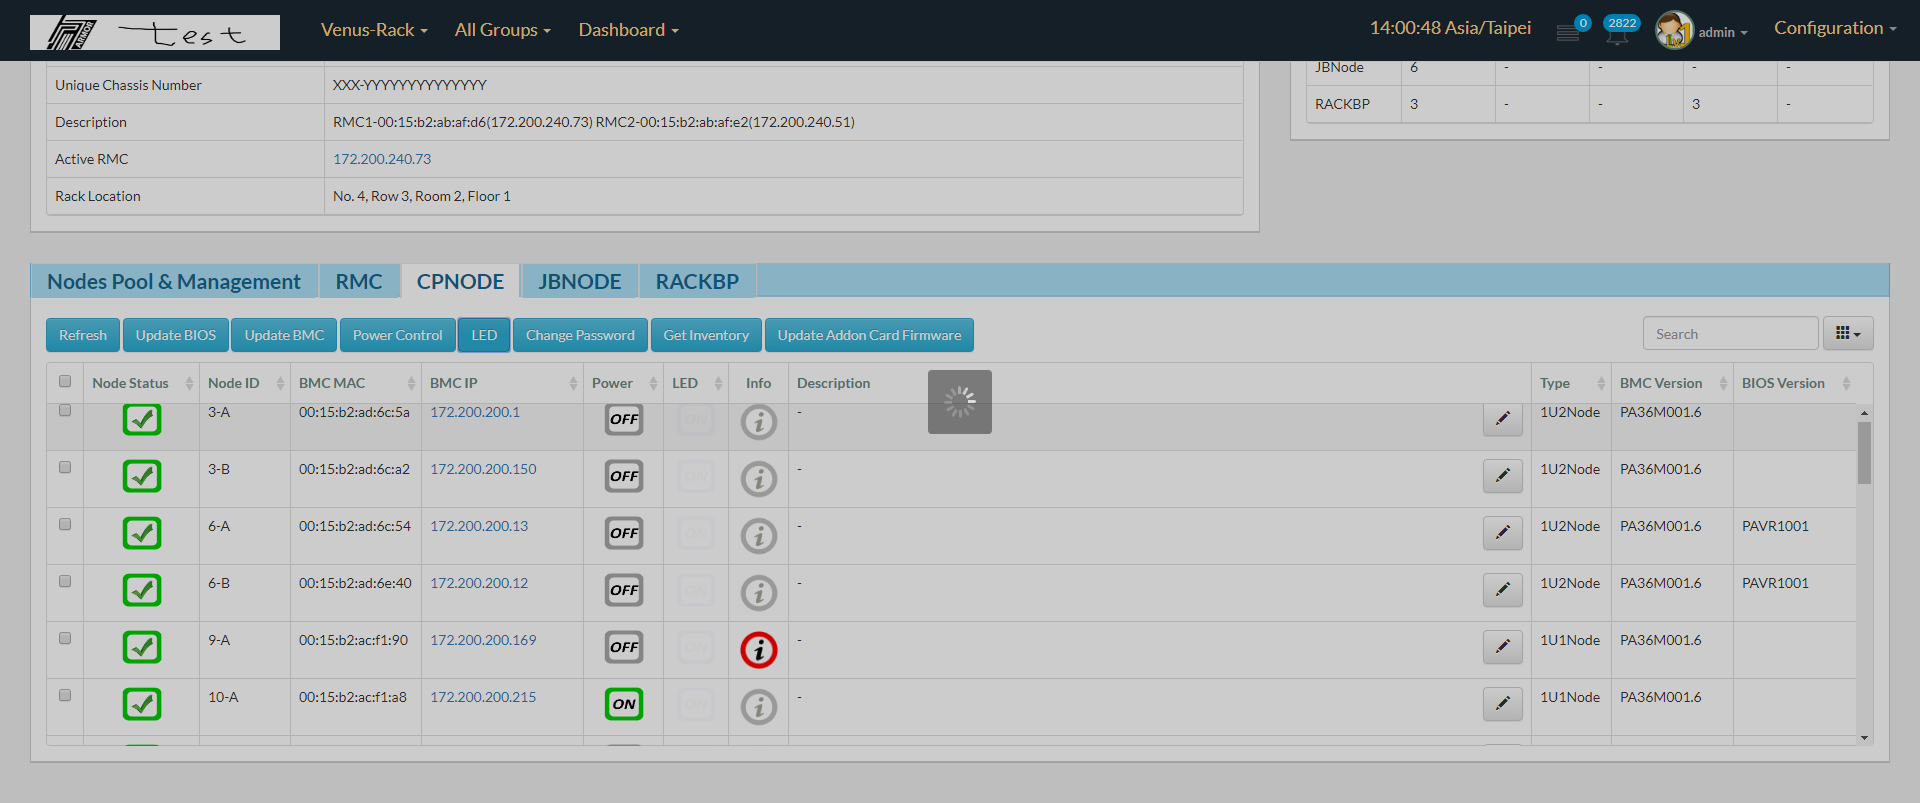 ARMOR test Venus-Rack All Groups Dashboard 14:00:48 Asia/Taipei 0 2822 admin Configuration
Unique Chassis Number XXX-YYYYYYYYYYYYYY
Description RMC1-00:15:b2:ab:af:d6(172.200.240.73) RMC2-00:15:b2:ab:af:e2(172.200.240.51)
Active RMC 172.200.240.73
Rack Location No. 4, Row 3, Room 2, Floor 1
JBNode 6 - - - -
RACKBP 3 - - 3 -
Nodes Pool & Management RMC CPNODE JBNODE RACKBP
Refresh Update BIOS Update BMC Power Control LED Change Password Get Inventory Update Addon Card Firmware Search
Node Status Node ID BMC MAC BMC IP Power LED Info Description Type BMC Version BIOS Version
3-A 00:15:b2:ad:6c:5a 172.200.200.1 OFF ON i - 1U2Node PA36M001.6
3-B 00:15:b2:ad:6c:a2 172.200.200.150 OFF ON i - 1U2Node PA36M001.6
6-A 00:15:b2:ad:6c:54 172.200.200.13 OFF ON i - 1U2Node PA36M001.6 PAVR1001
6-B 00:15:b2:ad:6e:40 172.200.200.12 OFF ON i - 1U2Node PA36M001.6 PAVR1001
9-A 00:15:b2:ac:f1:90 172.200.200.169 OFF ON i - 1U1Node PA36M001.6
10-A 00:15:b2:ac:f1:a8 172.200.200.215 ON ON i - 1U1Node PA36M001.6